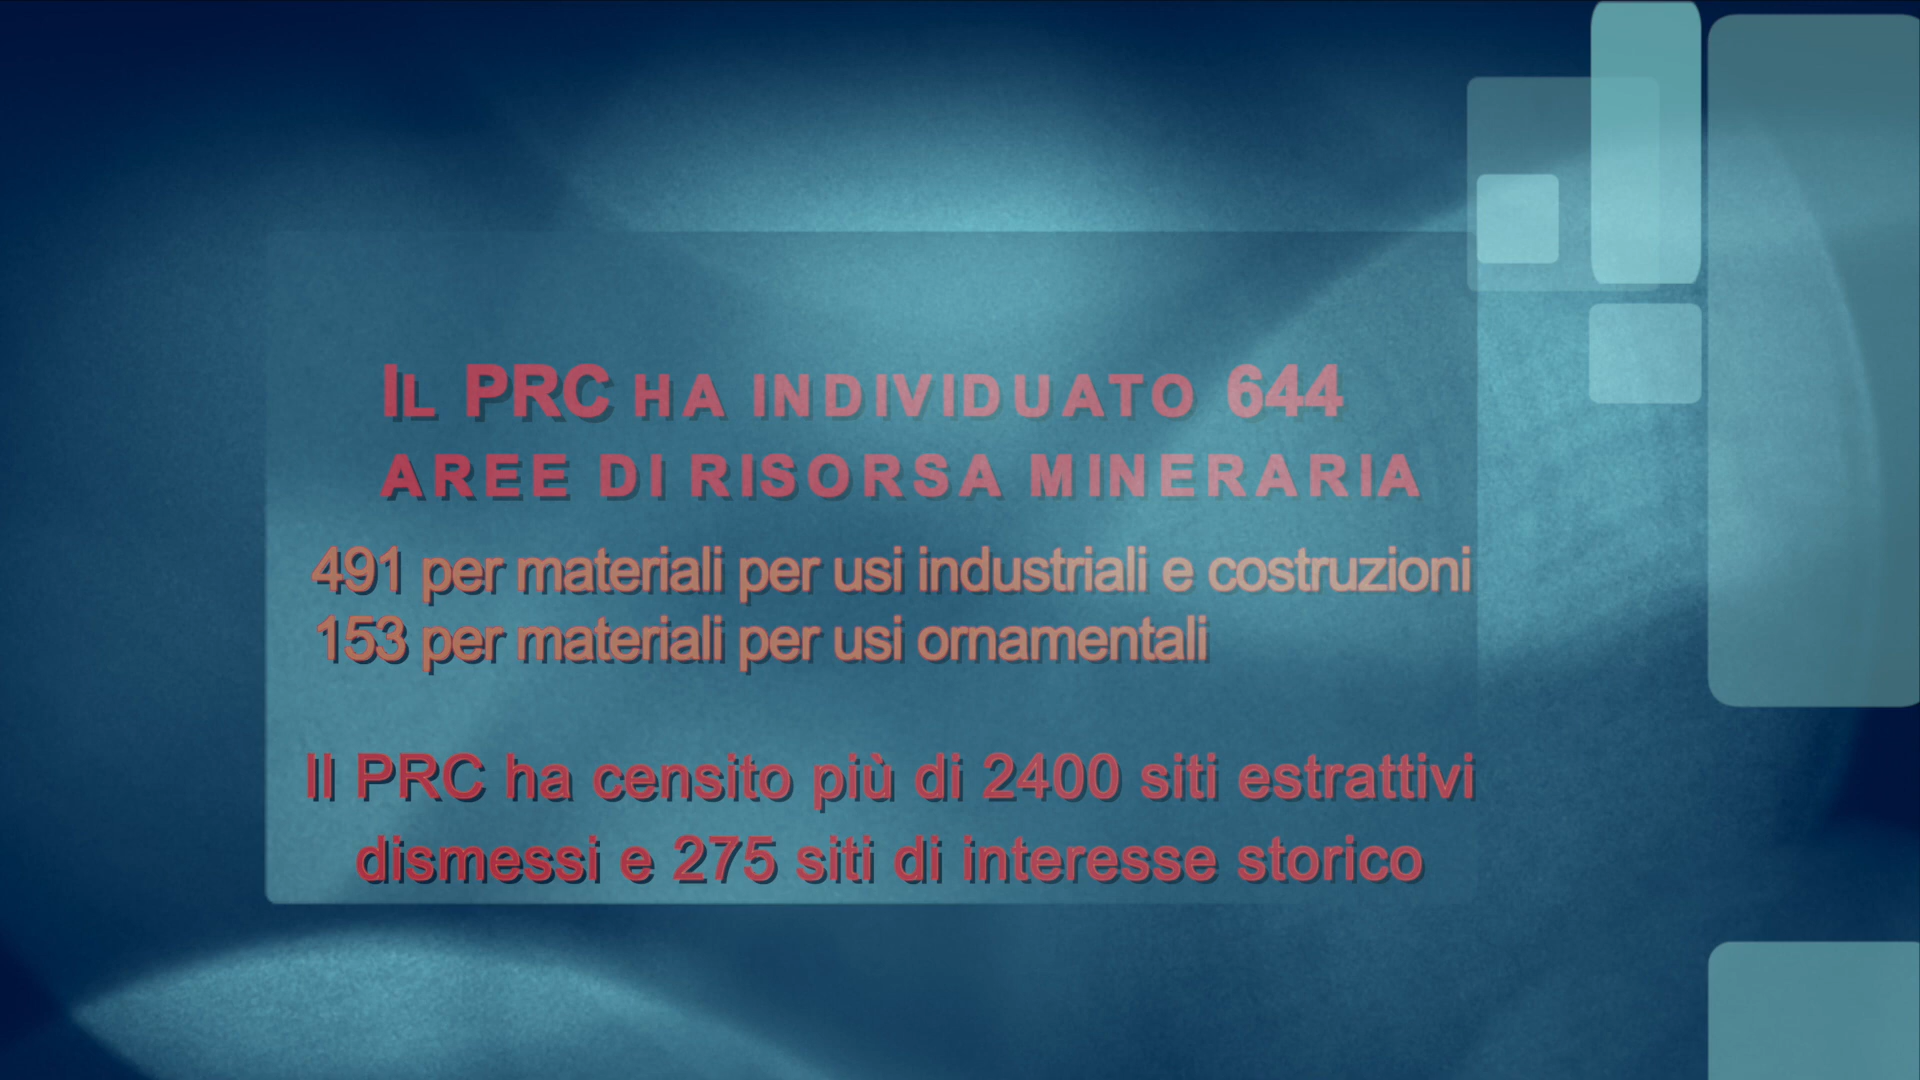 IL PRC HA INDIVIDUATO 644
AREE DI RISORSA MINERARIA
491 per materiali per usi industriali e costruzioni
153 per materiali per usi ornamentali
Il PRC ha censito più di 2400 siti estrattivi
dismessi e 275 siti di interesse storico